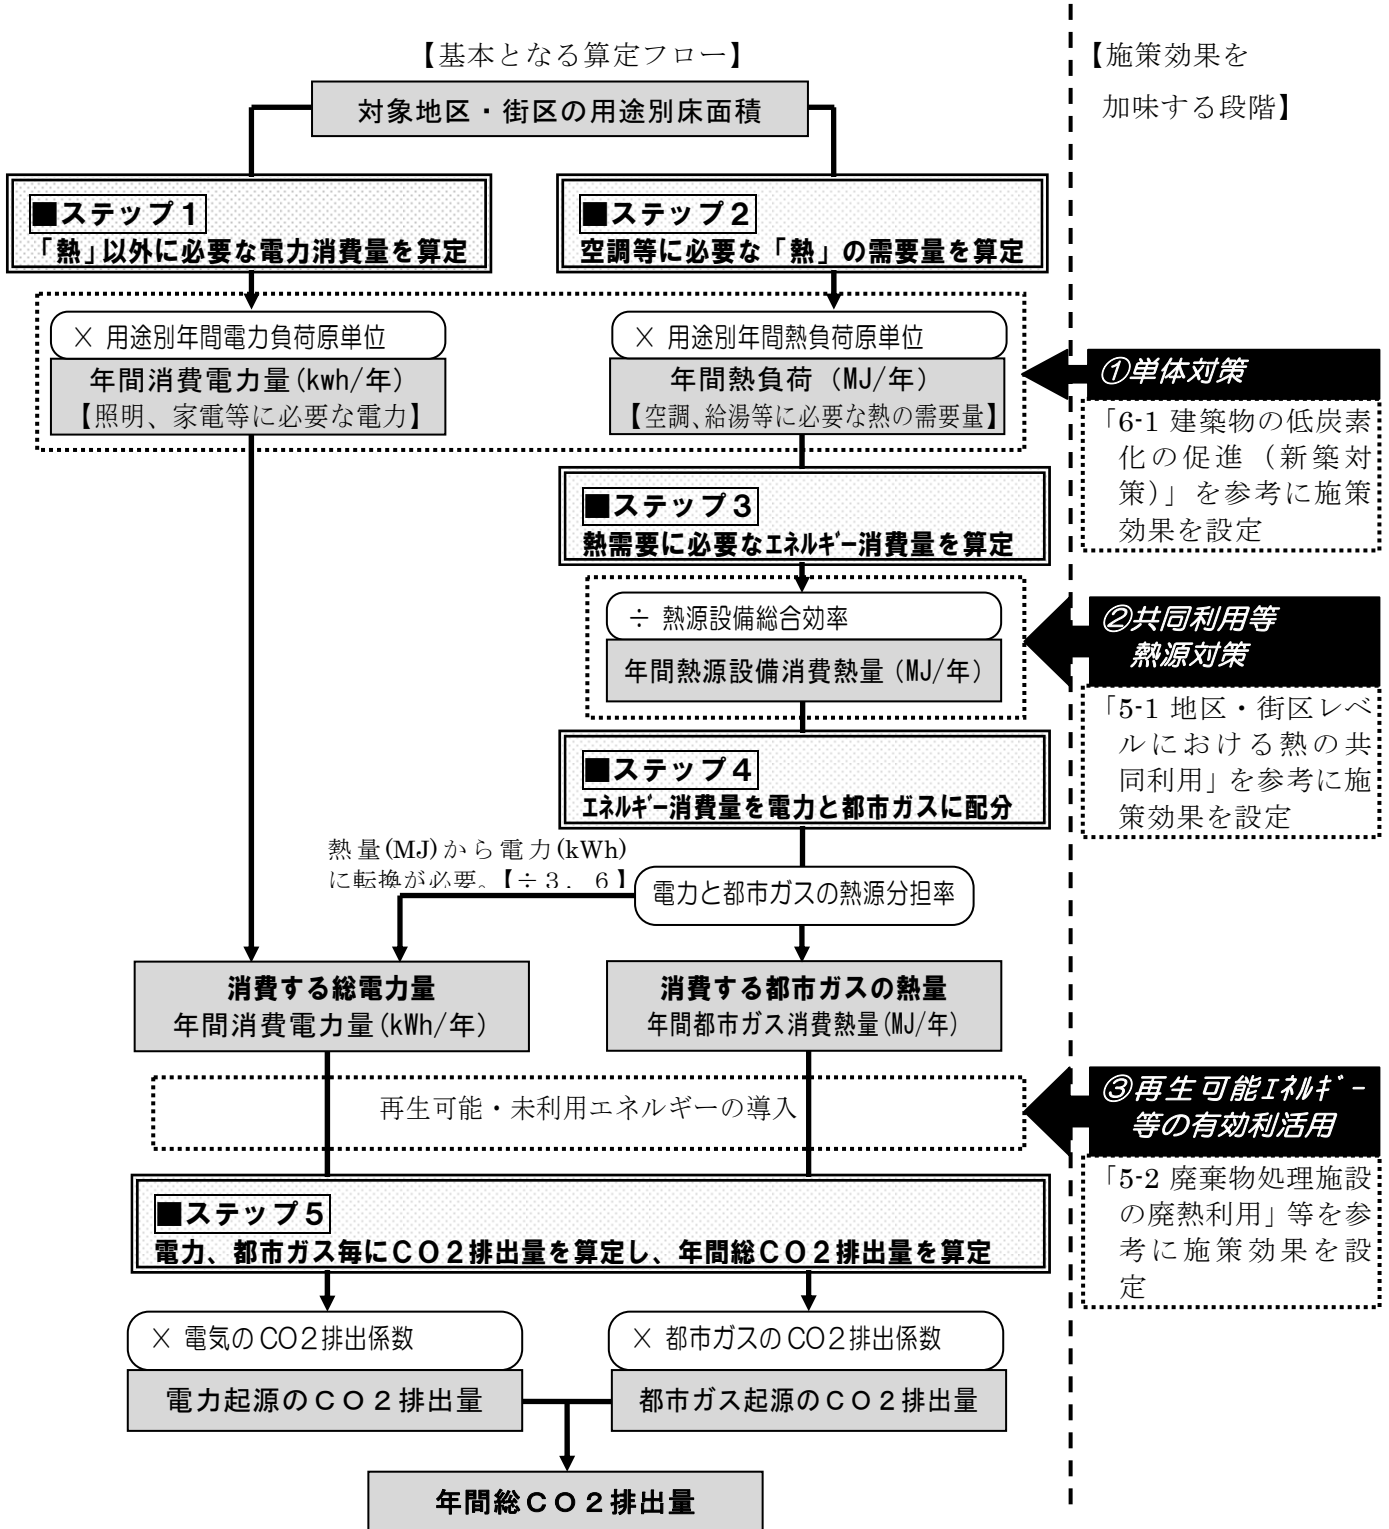 【基本となる算定フロー】
【施策効果を
加味する段階】
対象地区・街区の用途別床面積
■ステップ1
「熱」以外に必要な電力消費量を算定
■ステップ2
空調等に必要な「熱」の需要量を算定
× 用途別年間電力負荷原単位
年間消費電力量(kwh/年)
【照明、家電等に必要な電力】
× 用途別年間熱負荷原単位
年間熱負荷 (MJ/年)
【空調、給湯等に必要な熱の需要量】
①単体対策
「6-1 建築物の低炭素
化の促進（新築対
策）」を参考に施策
効果を設定
■ステップ3
熱需要に必要なエネルギー消費量を算定
÷ 熱源設備総合効率
年間熱源設備消費熱量(MJ/年)
②共同利用等
熱源対策
「5-1 地区・街区レベ
ルにおける熱の共
同利用」を参考に施
策効果を設定
■ステップ4
エネルギー消費量を電力と都市ガスに配分
熱量(MJ)から電力(kWh)
に転換が必要。【÷３．６】
電力と都市ガスの熱源分担率
消費する総電力量
年間消費電力量(kWh/年)
消費する都市ガスの熱量
年間都市ガス消費熱量(MJ/年)
再生可能・未利用エネルギーの導入
③再生可能エネルギー
等の有効利活用
「5-2 廃棄物処理施設
の廃熱利用」等を参
考に施策効果を設
定
■ステップ5
電力、都市ガス毎にＣＯ２排出量を算定し、年間総ＣＯ２排出量を算定
× 電気のCO2排出係数
電力起源のＣＯ２排出量
× 都市ガスのCO2排出係数
都市ガス起源のＣＯ２排出量
年間総ＣＯ２排出量